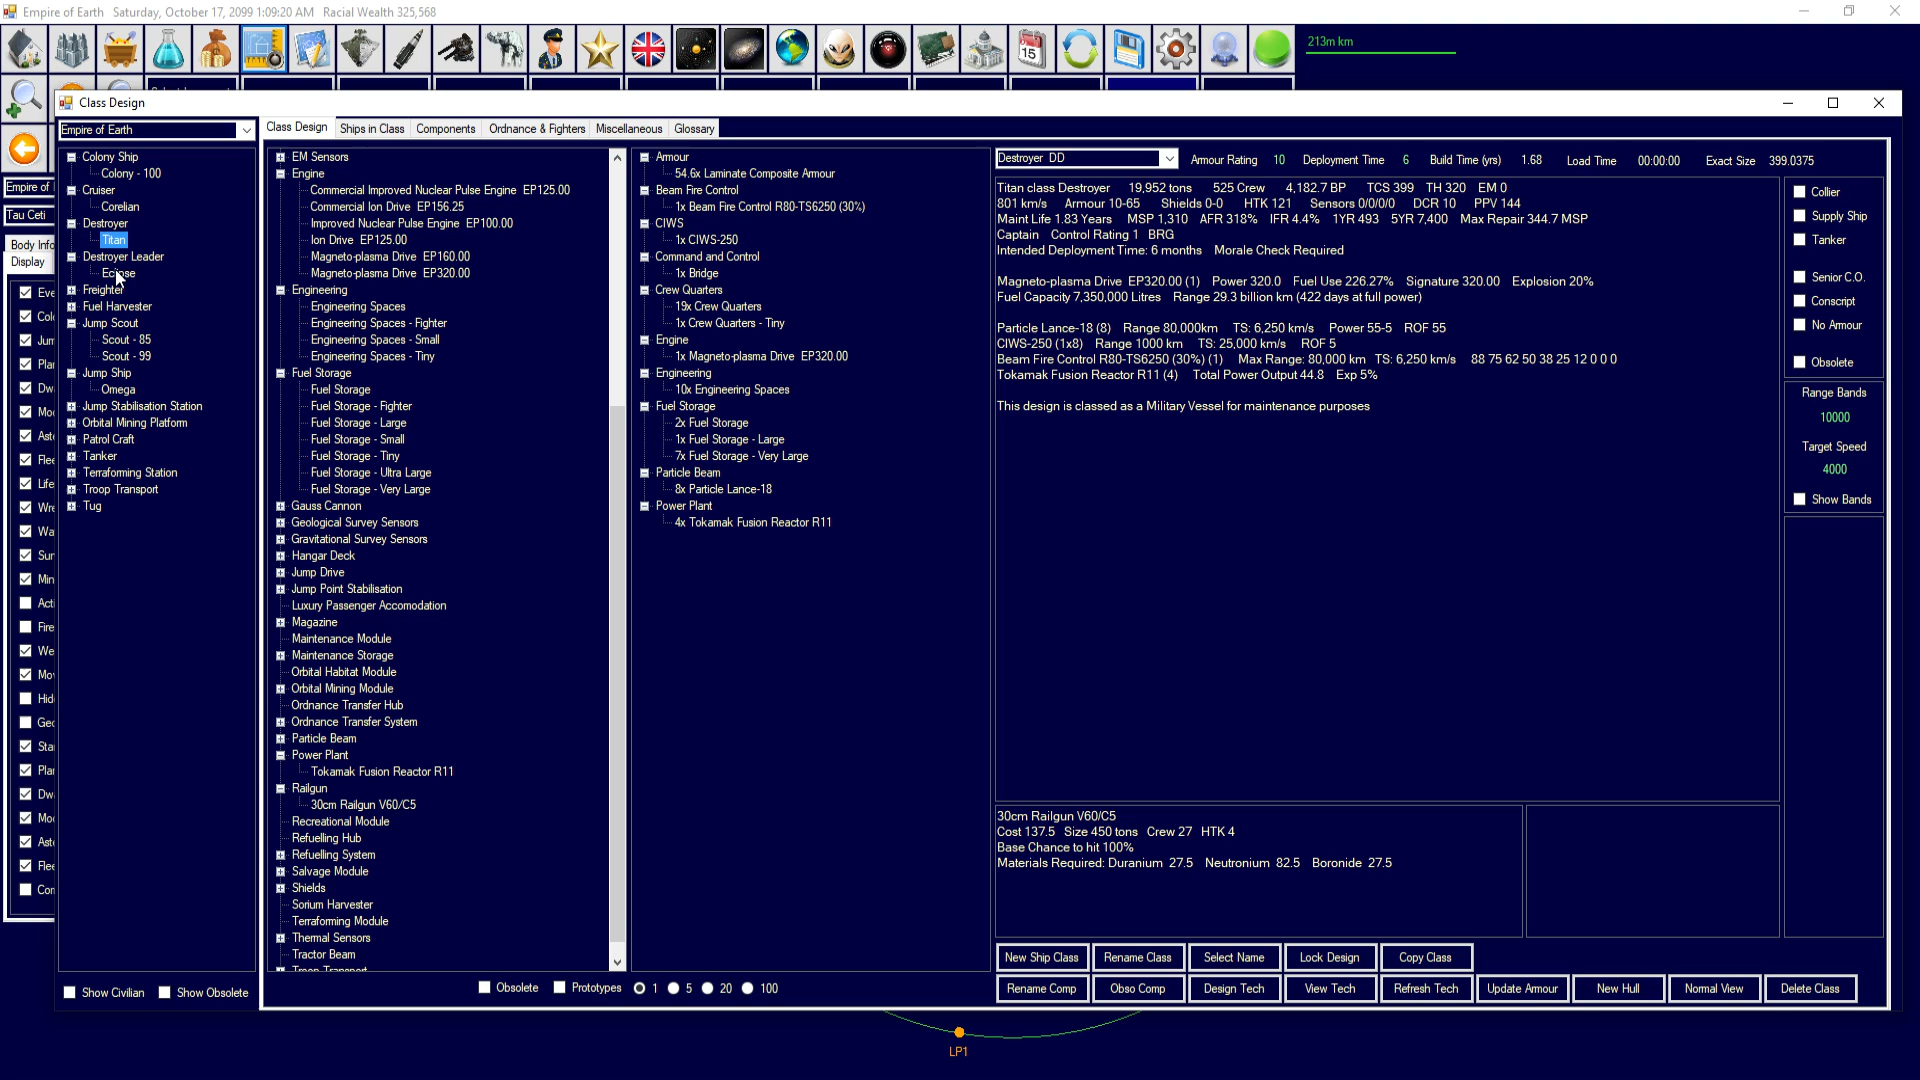 Empire of Earth   Saturday, October 17, 2099 1:09:20 AM   Racial Wealth 325,568
15
213m km
Class Design
Empire of Earth
Class Design
Ships in Class
Components
Ordnance & Fighters
Miscellaneous
Glossary
Empire of
Tau Ceti
Body Info
Display
Colony Ship
Colony - 100
Cruiser
Corelian
Destroyer
Titan
Destroyer Leader
Eclipse
Freighter
Fuel Harvester
Jump Scout
Scout - 85
Scout - 99
Jump Ship
Omega
Jump Stabilisation Station
Orbital Mining Platform
Patrol Craft
Tanker
Terraforming Station
Troop Transport
Tug
Show Civilian
Show Obsolete
EM Sensors
Engine
Commercial Improved Nuclear Pulse Engine  EP125.00
Commercial Ion Drive  EP156.25
Improved Nuclear Pulse Engine  EP100.00
Ion Drive  EP125.00
Magneto-plasma Drive  EP160.00
Magneto-plasma Drive  EP320.00
Engineering
Engineering Spaces
Engineering Spaces - Fighter
Engineering Spaces - Small
Engineering Spaces - Tiny
Fuel Storage
Fuel Storage
Fuel Storage - Fighter
Fuel Storage - Large
Fuel Storage - Small
Fuel Storage - Tiny
Fuel Storage - Ultra Large
Fuel Storage - Very Large
Gauss Cannon
Geological Survey Sensors
Gravitational Survey Sensors
Hangar Deck
Jump Drive
Jump Point Stabilisation
Luxury Passenger Accomodation
Magazine
Maintenance Module
Maintenance Storage
Orbital Habitat Module
Orbital Mining Module
Ordnance Transfer Hub
Ordnance Transfer System
Particle Beam
Power Plant
Tokamak Fusion Reactor R11
Railgun
30cm Railgun V60/C5
Recreational Module
Refuelling Hub
Refuelling System
Salvage Module
Shields
Sorium Harvester
Terraforming Module
Thermal Sensors
Tractor Beam
Troop Transport
Obsolete
Prototypes
1
5
20
100
Armour
54.6x Laminate Composite Armour
Beam Fire Control
1x Beam Fire Control R80-TS6250 (30%)
CIWS
1x CIWS-250
Command and Control
1x Bridge
Crew Quarters
19x Crew Quarters
1x Crew Quarters - Tiny
Engine
1x Magneto-plasma Drive  EP320.00
Engineering
10x Engineering Spaces
Fuel Storage
2x Fuel Storage
1x Fuel Storage - Large
7x Fuel Storage - Very Large
Particle Beam
8x Particle Lance-18
Power Plant
4x Tokamak Fusion Reactor R11
Destroyer  DD
Armour Rating   10   Deployment Time   6   Build Time (yrs)   1.68   Load Time   00:00:00   Exact Size   399.0375
Titan class Destroyer   19,952 tons   525 Crew   4,182.7 BP   TCS 399   TH 320   EM 0
801 km/s   Armour 10-65   Shields 0-0   HTK 121   Sensors 0/0/0/0   DCR 10   PPV 144
Maint Life 1.83 Years   MSP 1,310   AFR 318%   IFR 4.4%   1YR 493   5YR 7,400   Max Repair 344.7 MSP
Captain   Control Rating 1   BRG
Intended Deployment Time: 6 months   Morale Check Required
Magneto-plasma Drive  EP320.00 (1)   Power 320.0   Fuel Use 226.27%   Signature 320.00   Explosion 20%
Fuel Capacity 7,350,000 Litres   Range 29.3 billion km (422 days at full power)
Particle Lance-18 (8)   Range 80,000km   TS: 6,250 km/s   Power 55-5   ROF 55
CIWS-250 (1x8)   Range 1000 km   TS: 25,000 km/s   ROF 5
Beam Fire Control R80-TS6250 (30%) (1)   Max Range: 80,000 km   TS: 6,250 km/s   88 75 62 50 38 25 12 0 0 0
Tokamak Fusion Reactor R11 (4)   Total Power Output 44.8   Exp 5%
This design is classed as a Military Vessel for maintenance purposes
30cm Railgun V60/C5
Cost 137.5   Size 450 tons   Crew 27   HTK 4
Base Chance to hit 100%
Materials Required: Duranium  27.5   Neutronium  82.5   Boronide  27.5
Collier
Supply Ship
Tanker
Senior C.O.
Conscript
No Armour
Obsolete
Range Bands
10000
Target Speed
4000
Show Bands
New Ship Class
Rename Class
Select Name
Lock Design
Copy Class
Rename Comp
Obso Comp
Design Tech
View Tech
Refresh Tech
Update Armour
New Hull
Normal View
Delete Class
LP1